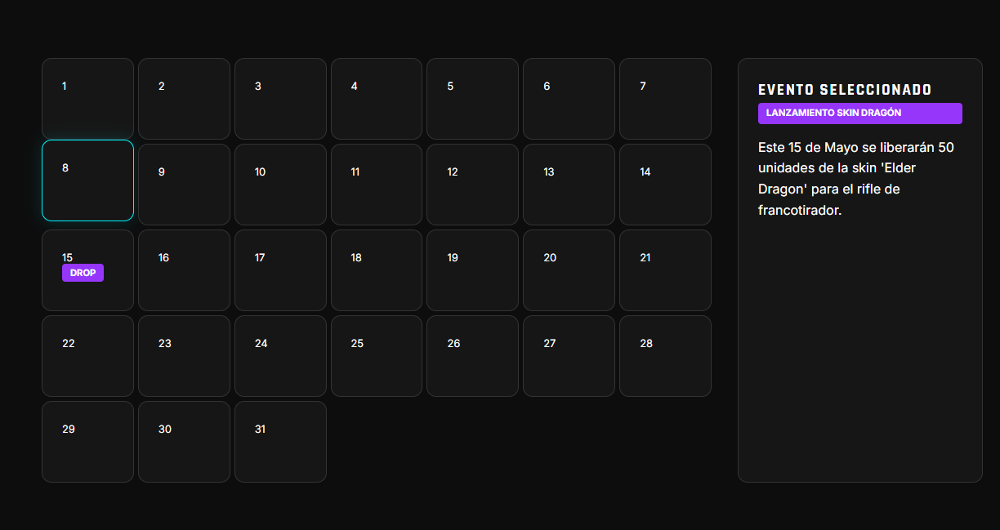 1 2 3 4 5 6 7
8 9 10 11 12 13 14
15 16 17 18 19 20 21
DROP
22 23 24 25 26 27 28
29 30 31
EVENTO SELECCIONADO
LANZAMIENTO SKIN DRAGÓN
Este 15 de Mayo se liberarán 50
unidades de la skin 'Elder
Dragon' para el rifle de
francotirador.